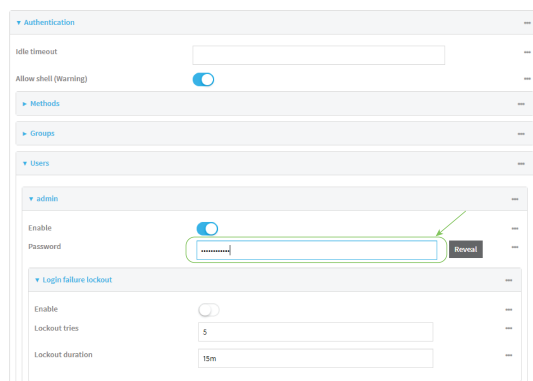 Authentication
Idle timeout
Allow shell (Warning)
Methods
Groups
Users
admin
Enable
Password ············ Reveal
Login failure lockout
Enable
Lockout tries 5
Lockout duration 15m